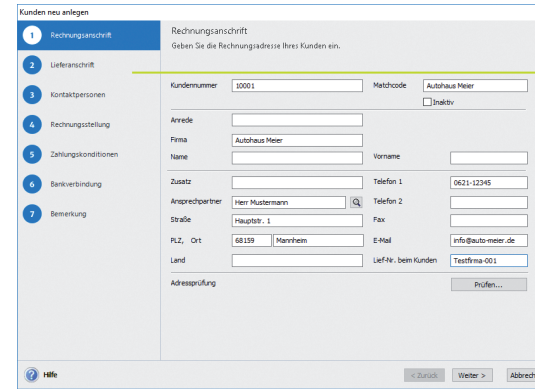 Kunden neu anlegen
1 Rechnungsanschrift
2 Lieferanschrift
3 Kontaktpersonen
4 Rechnungsstellung
5 Zahlungskonditionen
6 Bankverbindung
7 Bemerkung
Rechnungsanschrift
Geben Sie die Rechnungsadresse Ihres Kunden ein.
Kundennummer 10001 Matchcode Autohaus Meier
Inaktiv
Anrede
Firma Autohaus Meier
Name Vorname
Zusatz Telefon 1 0621-12345
Ansprechpartner Herr Mustermann Telefon 2
Straße Hauptstr. 1 Fax
PLZ, Ort 68159 Mannheim E-Mail info@auto-meier.de
Land Lief-Nr. beim Kunden Testfirma-001
Adressprüfung Prüfen...
? Hilfe < Zurück Weiter > Abbrech